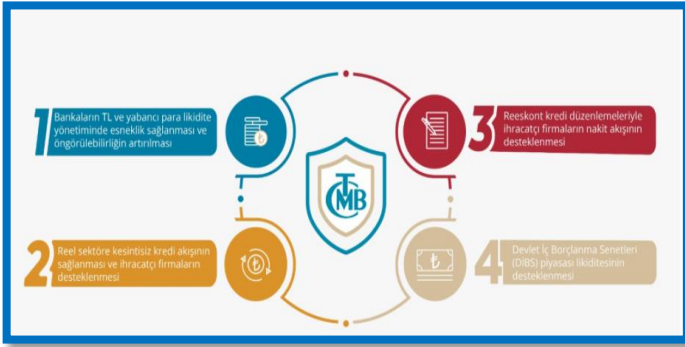 1
Bankaların TL ve yabancı para likidite
yönetiminde esneklik sağlanması ve
öngörülebilirliğin artırılması
2
Reel sektöre kesintisiz kredi akışının
sağlanması ve ihracatçı firmaların
desteklenmesi
TCMB
3
Reeskont kredi düzenlemeleriyle
ihracatçı firmaların nakit akışının
desteklenmesi
4
Devlet İç Borçlanma Senetleri
(DİBS) piyasası likiditesinin
desteklenmesi